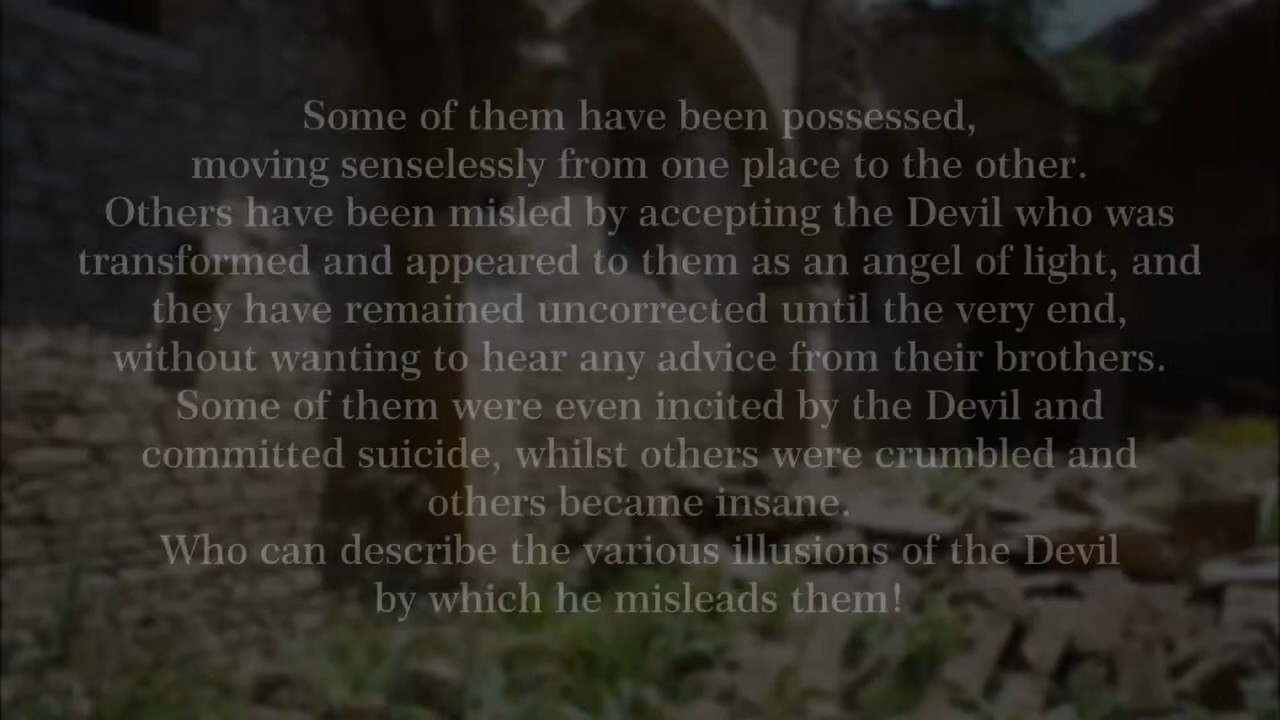 Some of them have been possessed,
moving senselessly from one place to the other.
Others have been misled by accepting the Devil who was
transformed and appeared to them as an angel of light, and
they have remained uncorrected until the very end,
without wanting to hear any advice from their brothers.
Some of them were even incited by the Devil and
committed suicide, whilst others were crumbled and
others became insane.
Who can describe the various illusions of the Devil
by which he misleads them!